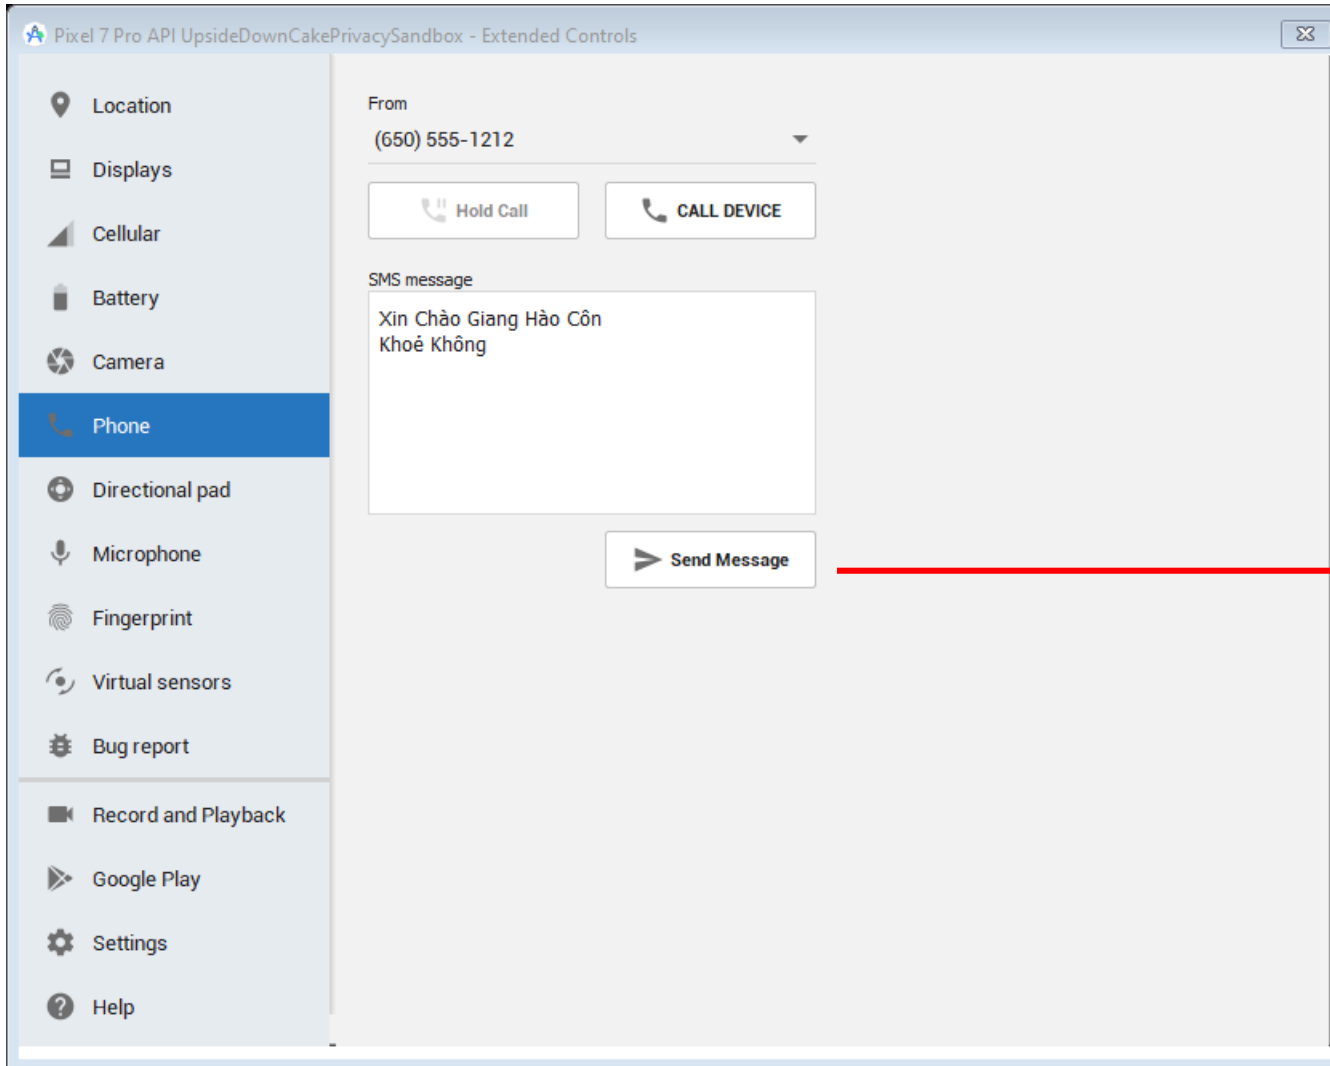 Pixel 7 Pro API UpsideDownCakePrivacySandbox - Extended Controls
Location
Displays
Cellular
Battery
Camera
Phone
Directional pad
Microphone
Fingerprint
Virtual sensors
Bug report
Record and Playback
Google Play
Settings
Help
From
(650) 555-1212
Hold Call
CALL DEVICE
SMS message
Xin Chào Giang Hào Côn
Khoẻ Không
Send Message